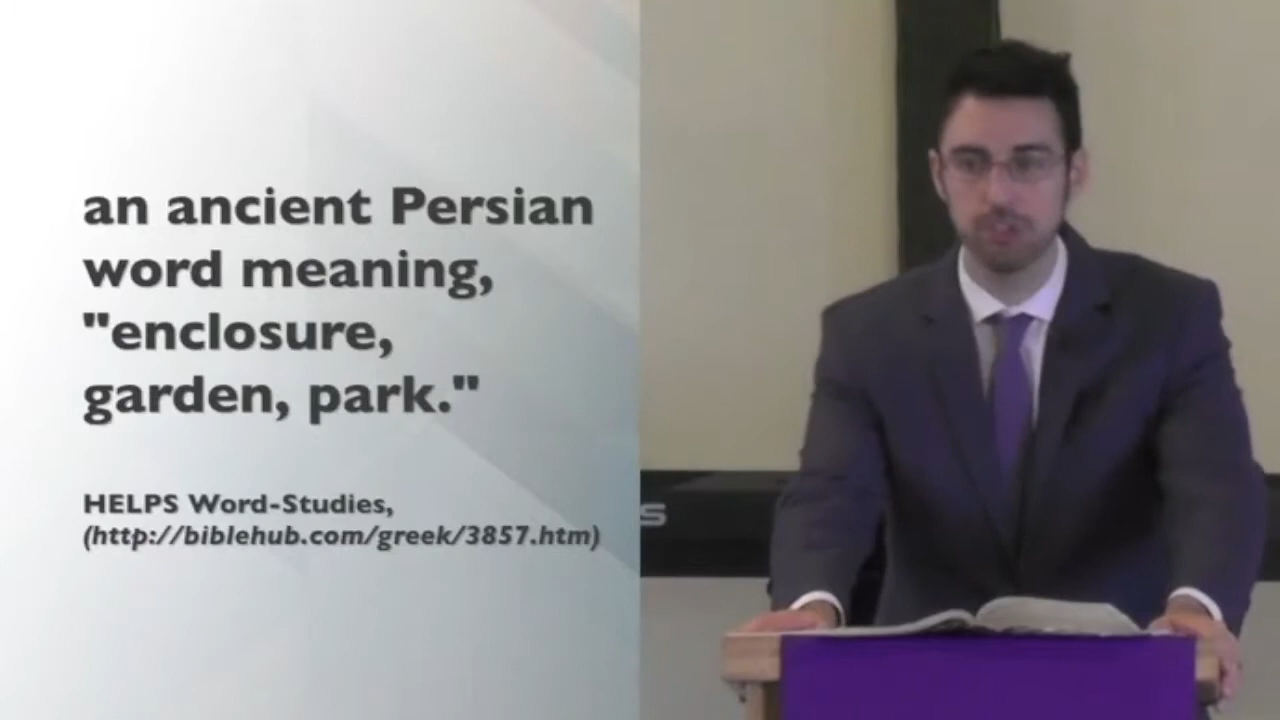 an ancient Persian
word meaning,
"enclosure,
garden, park."
HELPS Word-Studies,
(http://biblehub.com/greek/3857.htm)
S